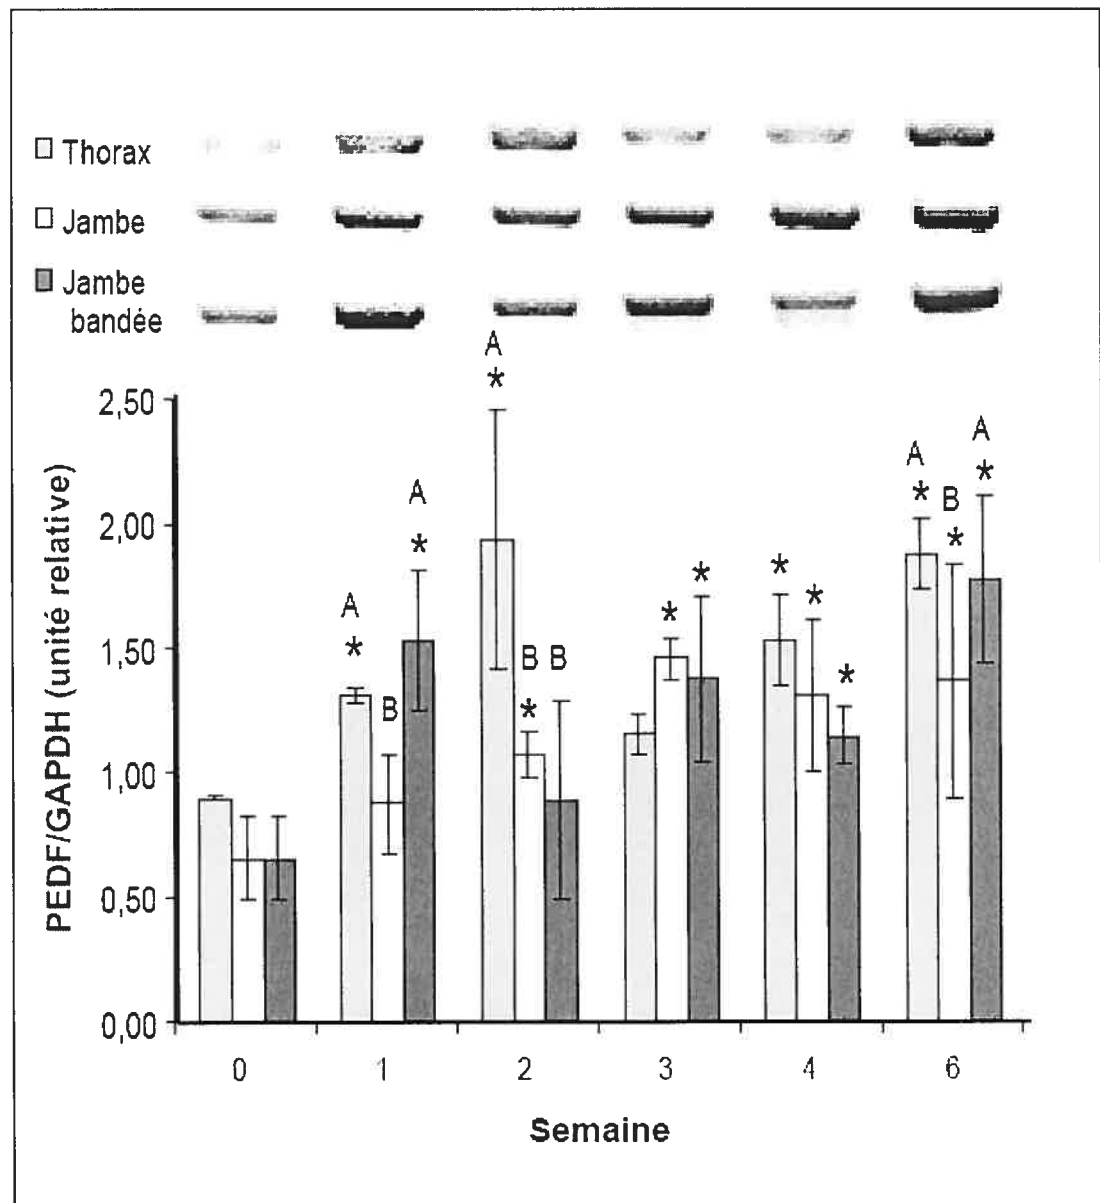 Thorax
Jambe
Jambe
bandée
A
*
A
*
A
*
A
*
B
*
A
*
B
B
B
*
*
*
*
*
*
2,50
2,00
1,50
1,00
0,50
0,00
PEDF/GAPDH (unité relative)
0 1 2 3 4 6
Semaine